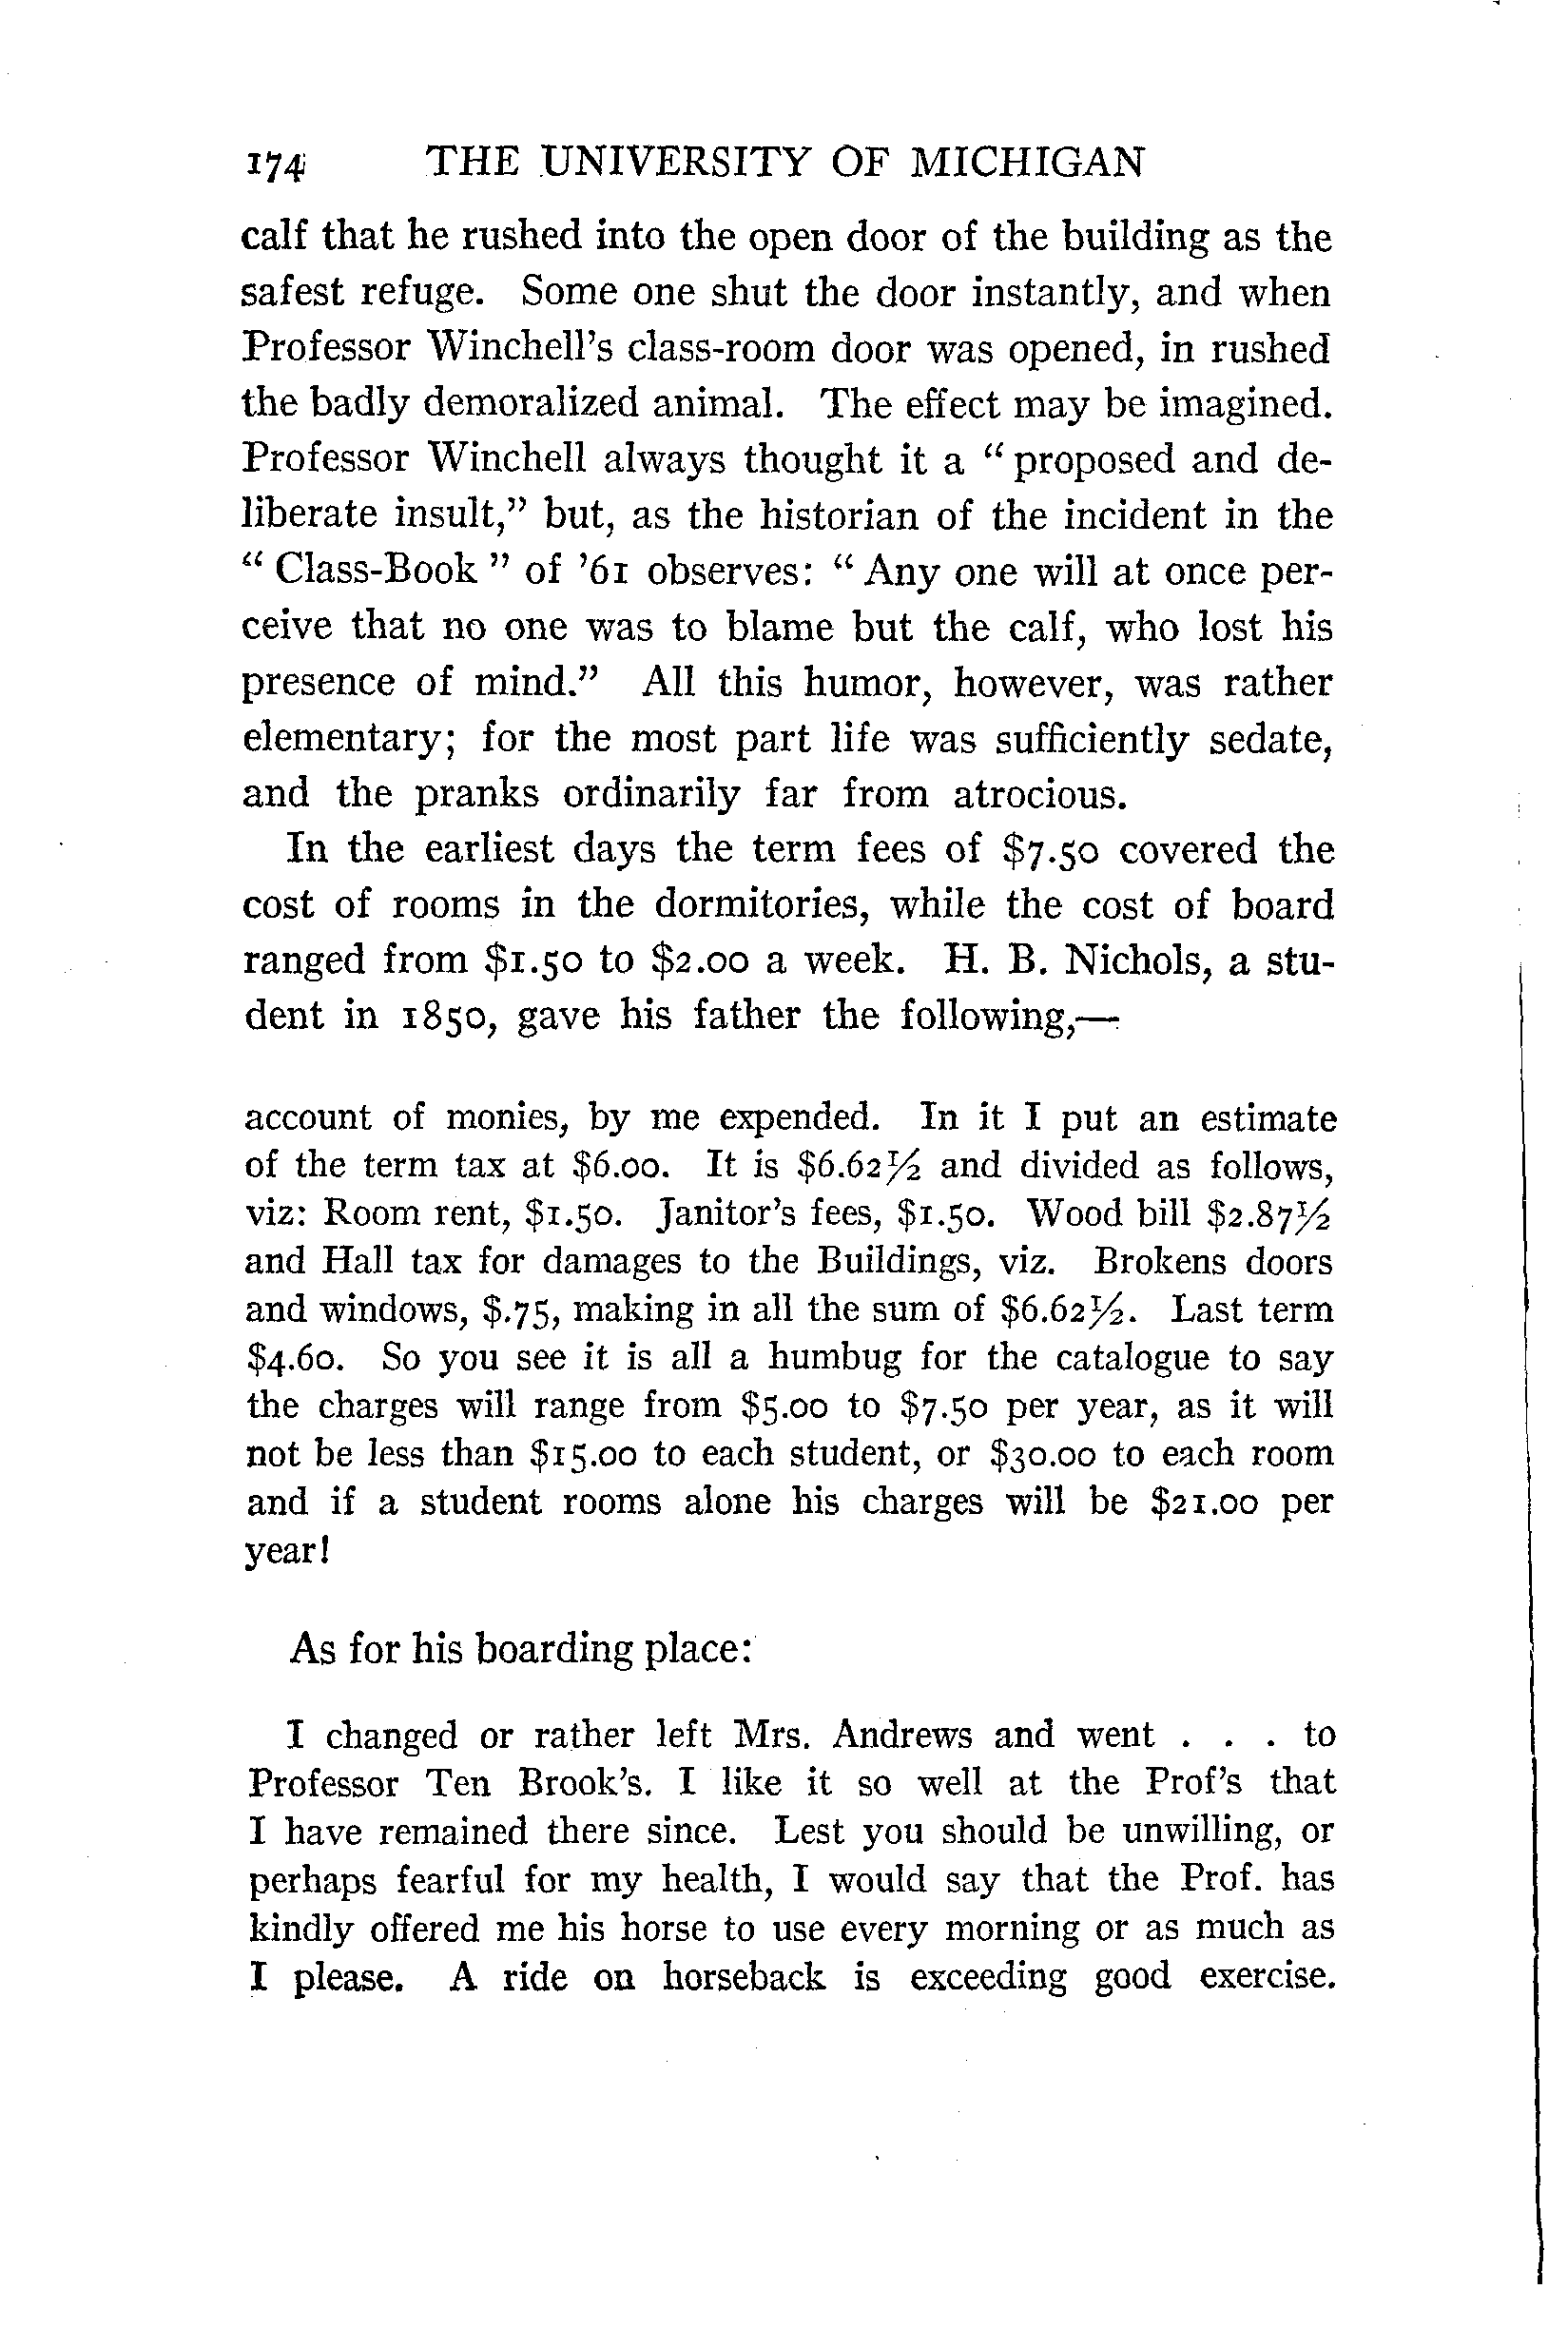 174 THE UNIVERSITY OF MICHIGAN
calf that he rushed into the open door of the building as the
safest refuge. Some one shut the door instantly, and when
Professor Winchell's class-room door was opened, in rushed
the badly demoralized animal. The effect may be imagined.
Professor Winchell always thought it a " proposed and de-
liberate insult," but, as the historian of the incident in the
" Class-Book " of '61 observes: " Any one will at once per-
ceive that no one was to blame but the calf, who lost his
presence of mind." All this humor, however, was rather
elementary; for the most part life was sufficiently sedate,
and the pranks ordinarily far from atrocious.
In the earliest days the term fees of $7.50 covered the
cost of rooms in the dormitories, while the cost of board
ranged from $1.50 to $2.00 a week. H. B. Nichols, a stu-
dent in 1850, gave his father the following,—
account of monies, by me expended. In it I put an estimate
of the term tax at $6.00. It is $6.62½ and divided as follows,
viz: Room rent, $1.50. Janitor's fees, $1.50. Wood bill $2.87½
and Hall tax for damages to the Buildings, viz. Brokens doors
and windows, $.75, making in all the sum of $6.62½. Last term
$4.60. So you see it is all a humbug for the catalogue to say
the charges will range from $5.00 to $7.50 per year, as it will
not be less than $15.00 to each student, or $30.00 to each room
and if a student rooms alone his charges will be $21.00 per
year!
As for his boarding place:
I changed or rather left Mrs. Andrews and went . . . to
Professor Ten Brook's. I like it so well at the Prof's that
I have remained there since. Lest you should be unwilling, or
perhaps fearful for my health, I would say that the Prof. has
kindly offered me his horse to use every morning or as much as
I please. A ride on horseback is exceeding good exercise.